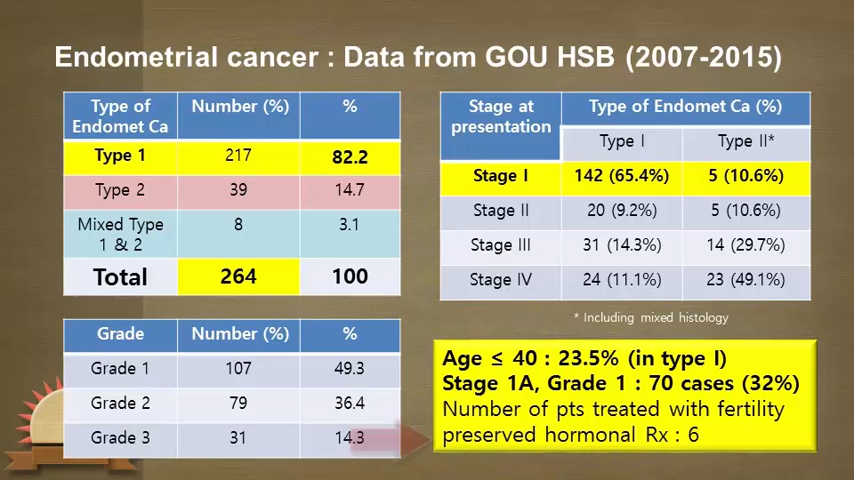 Endometrial cancer : Data from GOU HSB (2007-2015)
Type of Endomet Ca Number (%) %
Type 1 217 82.2
Type 2 39 14.7
Mixed Type 1 & 2 8 3.1
Total 264 100
Grade Number (%) %
Grade 1 107 49.3
Grade 2 79 36.4
Grade 3 31 14.3
Stage at presentation Type of Endomet Ca (%)
Type I Type II*
Stage I 142 (65.4%) 5 (10.6%)
Stage II 20 (9.2%) 5 (10.6%)
Stage III 31 (14.3%) 14 (29.7%)
Stage IV 24 (11.1%) 23 (49.1%)
* Including mixed histology
Age ≤ 40 : 23.5% (in type I)
Stage 1A, Grade 1 : 70 cases (32%)
Number of pts treated with fertility
preserved hormonal Rx : 6